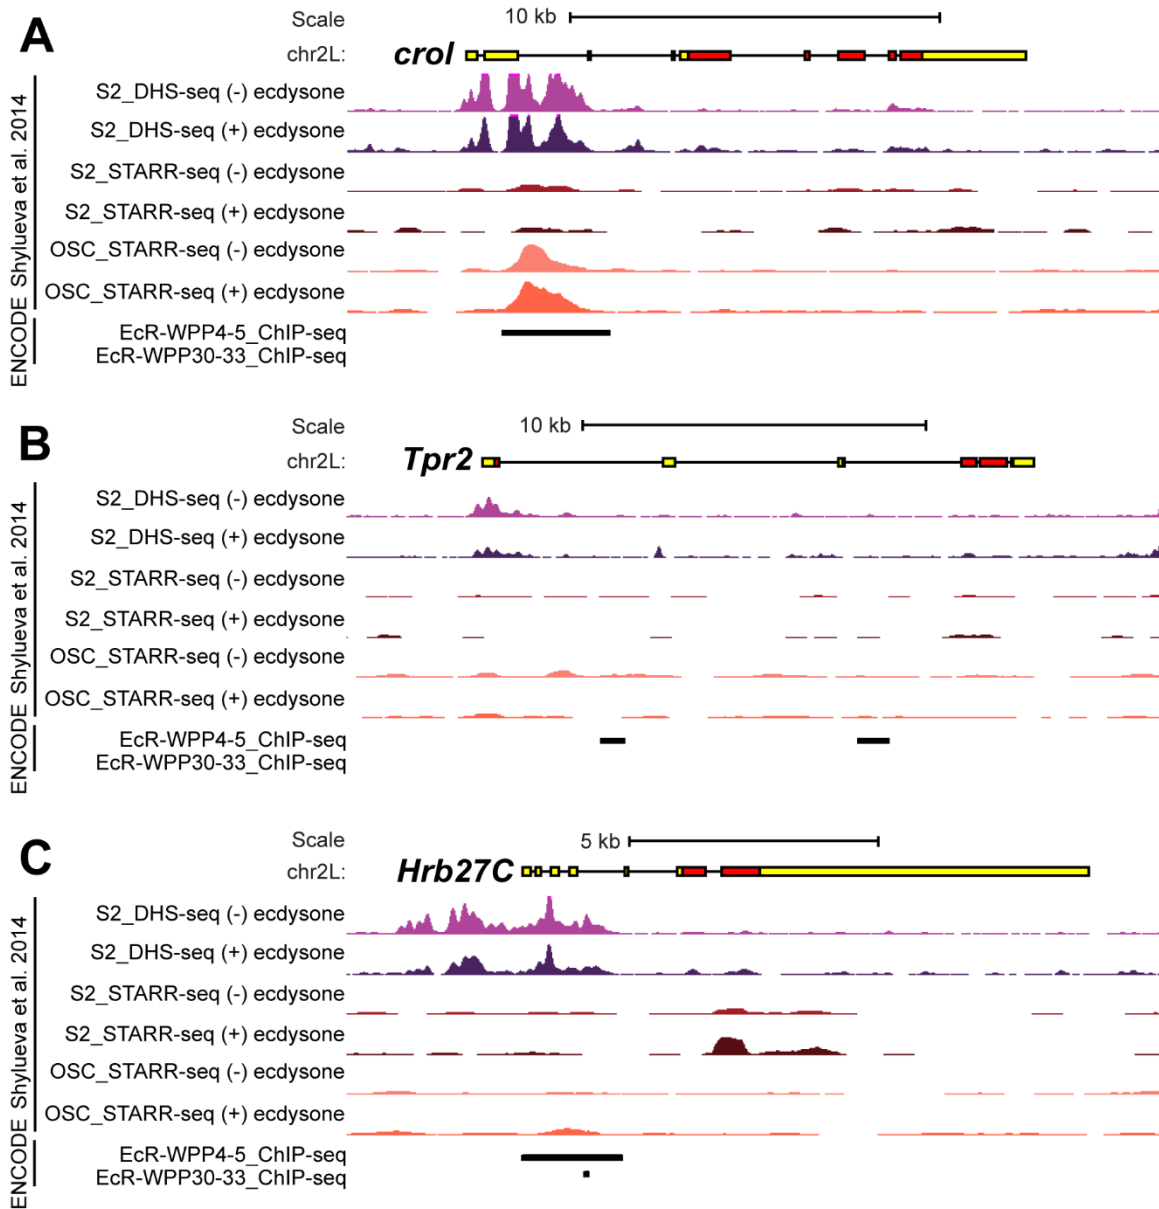 A
Scale 10 kb
chr2L: crol
S2_DHS-seq (-) ecdysone
S2_DHS-seq (+) ecdysone
S2_STARR-seq (-) ecdysone
S2_STARR-seq (+) ecdysone
OSC_STARR-seq (-) ecdysone
OSC_STARR-seq (+) ecdysone
EcR-WPP4-5_ChIP-seq
EcR-WPP30-33_ChIP-seq
ENCODE Shylueva et al. 2014
B
Scale 10 kb
chr2L: Tpr2
S2_DHS-seq (-) ecdysone
S2_DHS-seq (+) ecdysone
S2_STARR-seq (-) ecdysone
S2_STARR-seq (+) ecdysone
OSC_STARR-seq (-) ecdysone
OSC_STARR-seq (+) ecdysone
EcR-WPP4-5_ChIP-seq
EcR-WPP30-33_ChIP-seq
ENCODE Shylueva et al. 2014
C
Scale 5 kb
chr2L: Hrb27C
S2_DHS-seq (-) ecdysone
S2_DHS-seq (+) ecdysone
S2_STARR-seq (-) ecdysone
S2_STARR-seq (+) ecdysone
OSC_STARR-seq (-) ecdysone
OSC_STARR-seq (+) ecdysone
EcR-WPP4-5_ChIP-seq
EcR-WPP30-33_ChIP-seq
ENCODE Shylueva et al. 2014